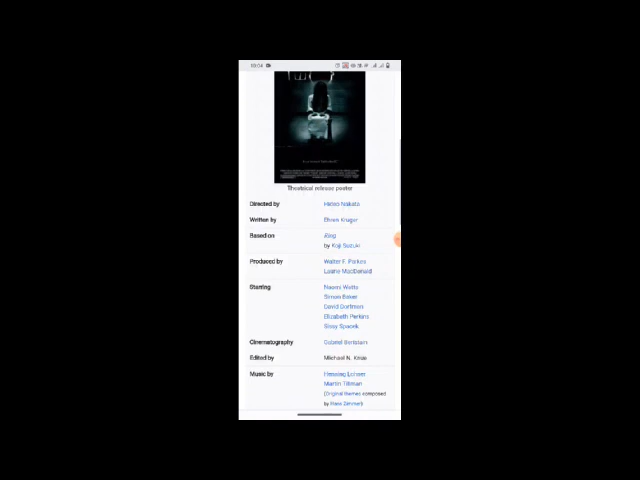 Theatrical release poster
Directed by Hideo Nakata
Written by Ehren Kruger
Based on Ring
by Koji Suzuki
Produced by Walter F. Parkes
Laurie MacDonald
Starring Naomi Watts
Simon Baker
David Dorfman
Elizabeth Perkins
Sissy Spacek
Cinematography Gabriel Beristain
Edited by Michael N. Knue
Music by Henning Lohner
Martin Tillman
(Original themes composed
by Hans Zimmer)